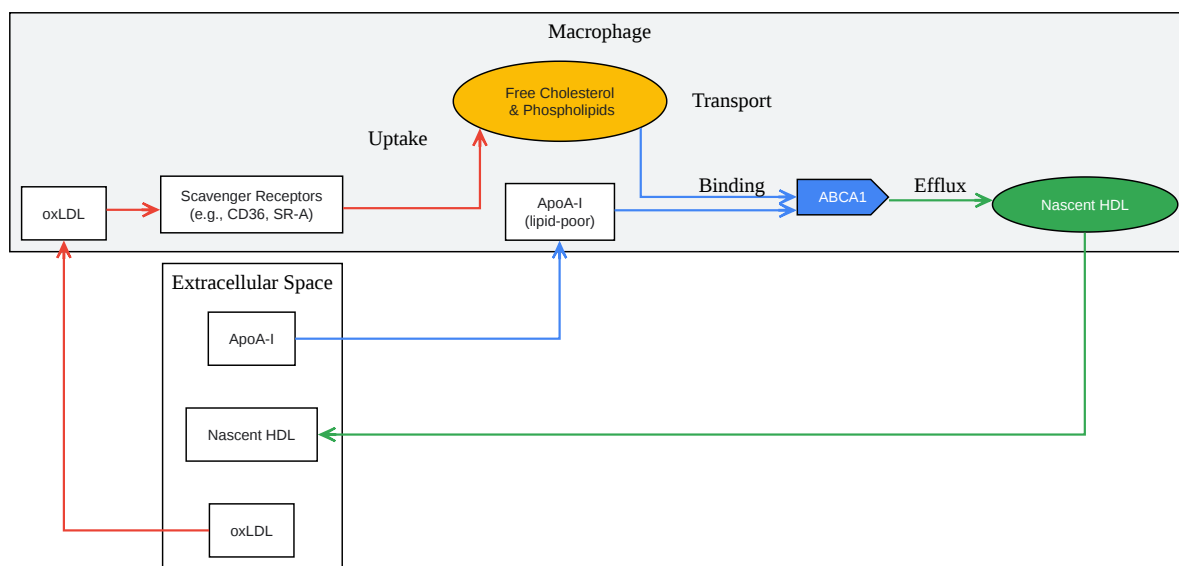 Macrophage
Free Cholesterol
& Phospholipids
Transport
Uptake
Scavenger Receptors
(e.g., CD36, SR-A)
oxLDL
ApoA-I
(lipid-poor)
Binding
ABCA1
Efflux
Nascent HDL
Extracellular Space
ApoA-I
Nascent HDL
oxLDL